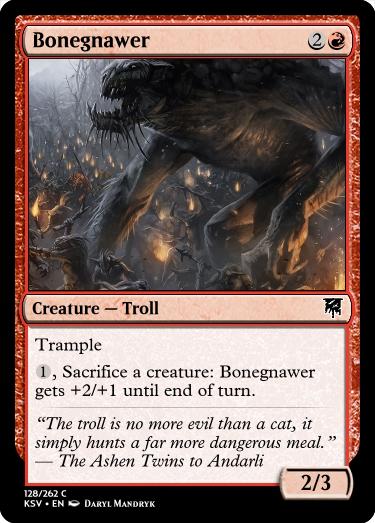 Bonegnawer 2
Creature — Troll
Trample
1, Sacrifice a creature: Bonegnawer
gets +2/+1 until end of turn.
“The troll is no more evil than a cat, it
simply hunts a far more dangerous meal.”
— The Ashen Twins to Andarli
2/3
128/262 C
KSV • EN Daryl Mandryk